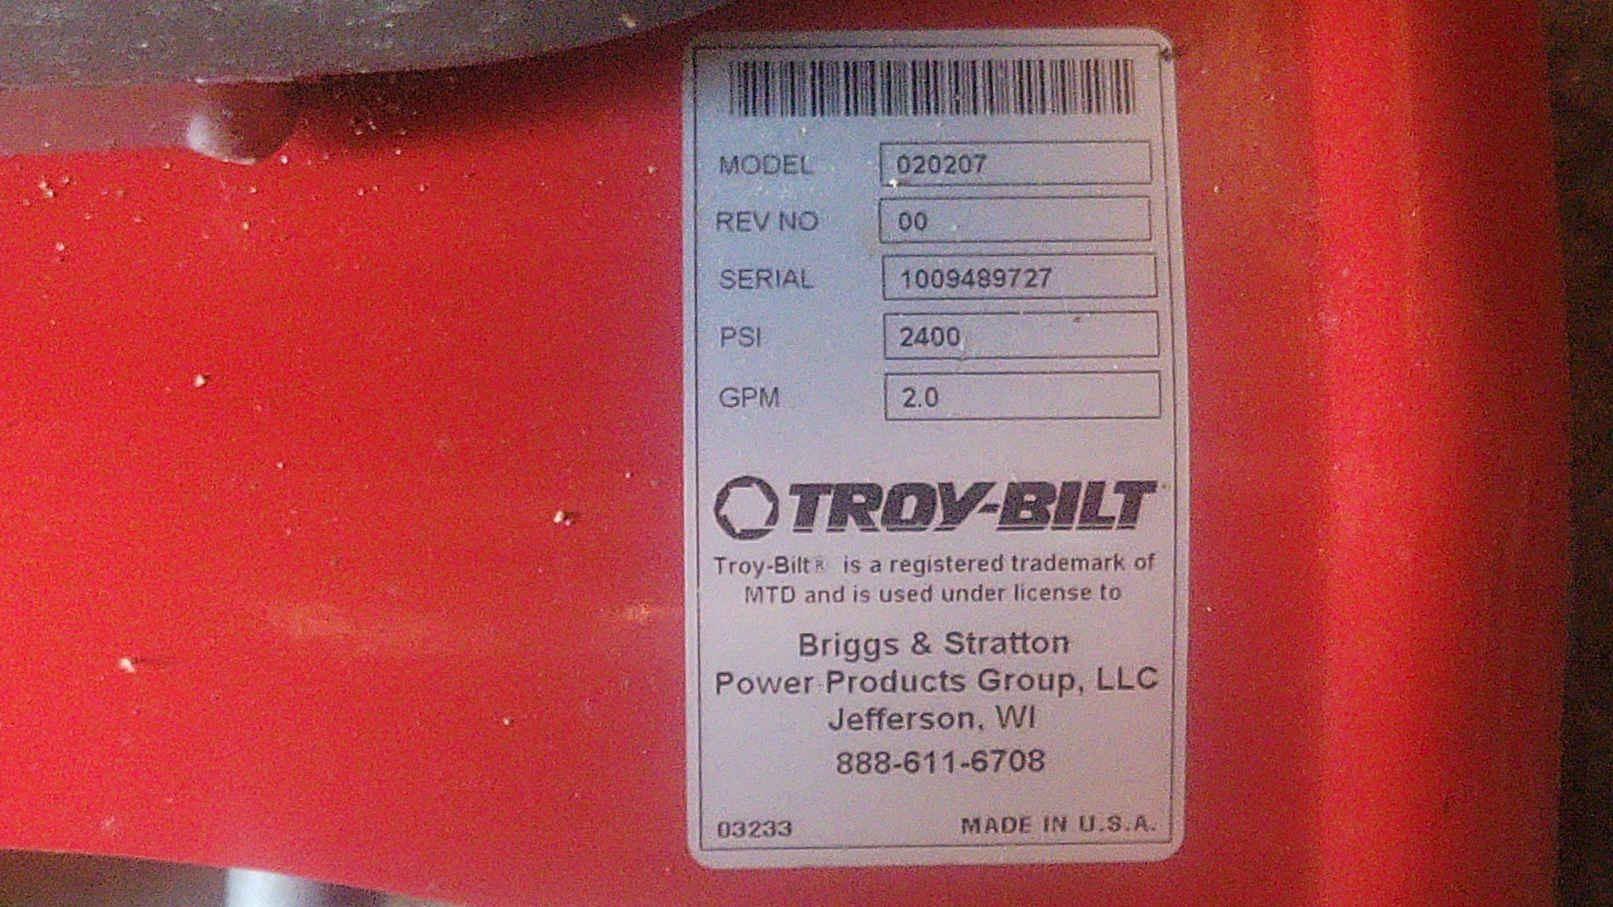 MODEL 020207
REV NO 00
SERIAL 1009489727
PSI 2400
GPM 2.0
TROY-BILT
Troy-Bilt® is a registered trademark of
MTD and is used under license to
Briggs & Stratton
Power Products Group, LLC
Jefferson, WI
888-611-6708
03233 MADE IN U.S.A.